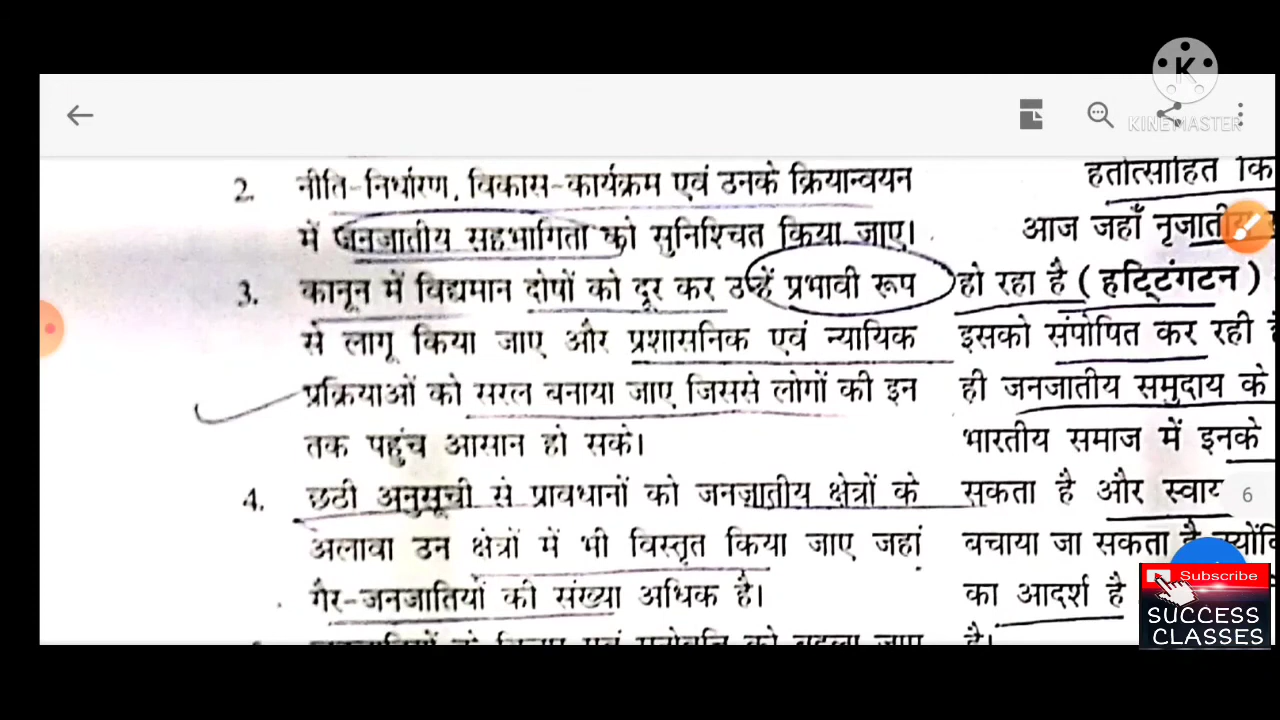 KINEMASTER
2. नीति-निर्धारण, विकास-कार्यक्रम एवं उनके क्रियान्वयन
में जनजातीय सहभागिता को सुनिश्चित किया जाए।
3. कानून में विद्यमान दोषों को दूर कर उन्हें प्रभावी रूप
से लागू किया जाए और प्रशासनिक एवं न्यायिक
प्रक्रियाओं को सरल बनाया जाए जिससे लोगों की इन
तक पहुंच आसान हो सके।
4. छठी अनुसूची से प्रावधानों को जनजातीय क्षेत्रों के
अलावा उन क्षेत्रों में भी विस्तृत किया जाए जहां
गैर-जनजातियों की संख्या अधिक है।
हतोत्साहित कि
आज जहाँ नृजातीय
हो रहा है (हट्टिंगटन)
इसको संपोषित कर रही
ही जनजातीय समुदाय के
भारतीय समाज में इनके
सकता है और स्वाय
बचाया जा सकता है
का आदर्श है
है।
6
Subscribe
SUCCESS
CLASSES